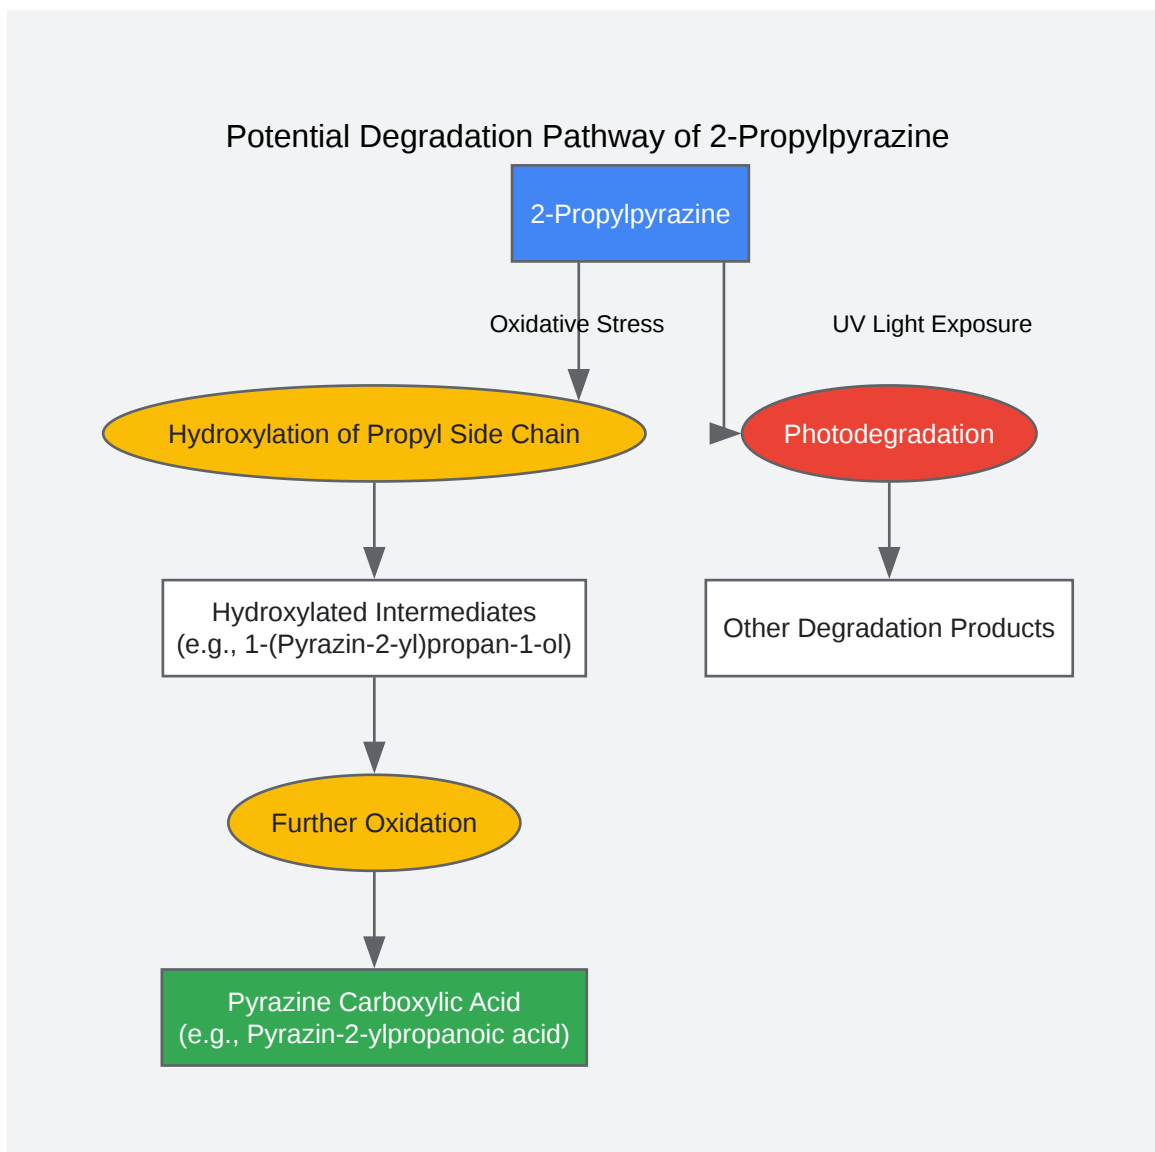 Potential Degradation Pathway of 2-Propylpyrazine
2-Propylpyrazine
Oxidative Stress
UV Light Exposure
Hydroxylation of Propyl Side Chain
Photodegradation
Hydroxylated Intermediates
(e.g., 1-(Pyrazin-2-yl)propan-1-ol)
Other Degradation Products
Further Oxidation
Pyrazine Carboxylic Acid
(e.g., Pyrazin-2-ylpropanoic acid)